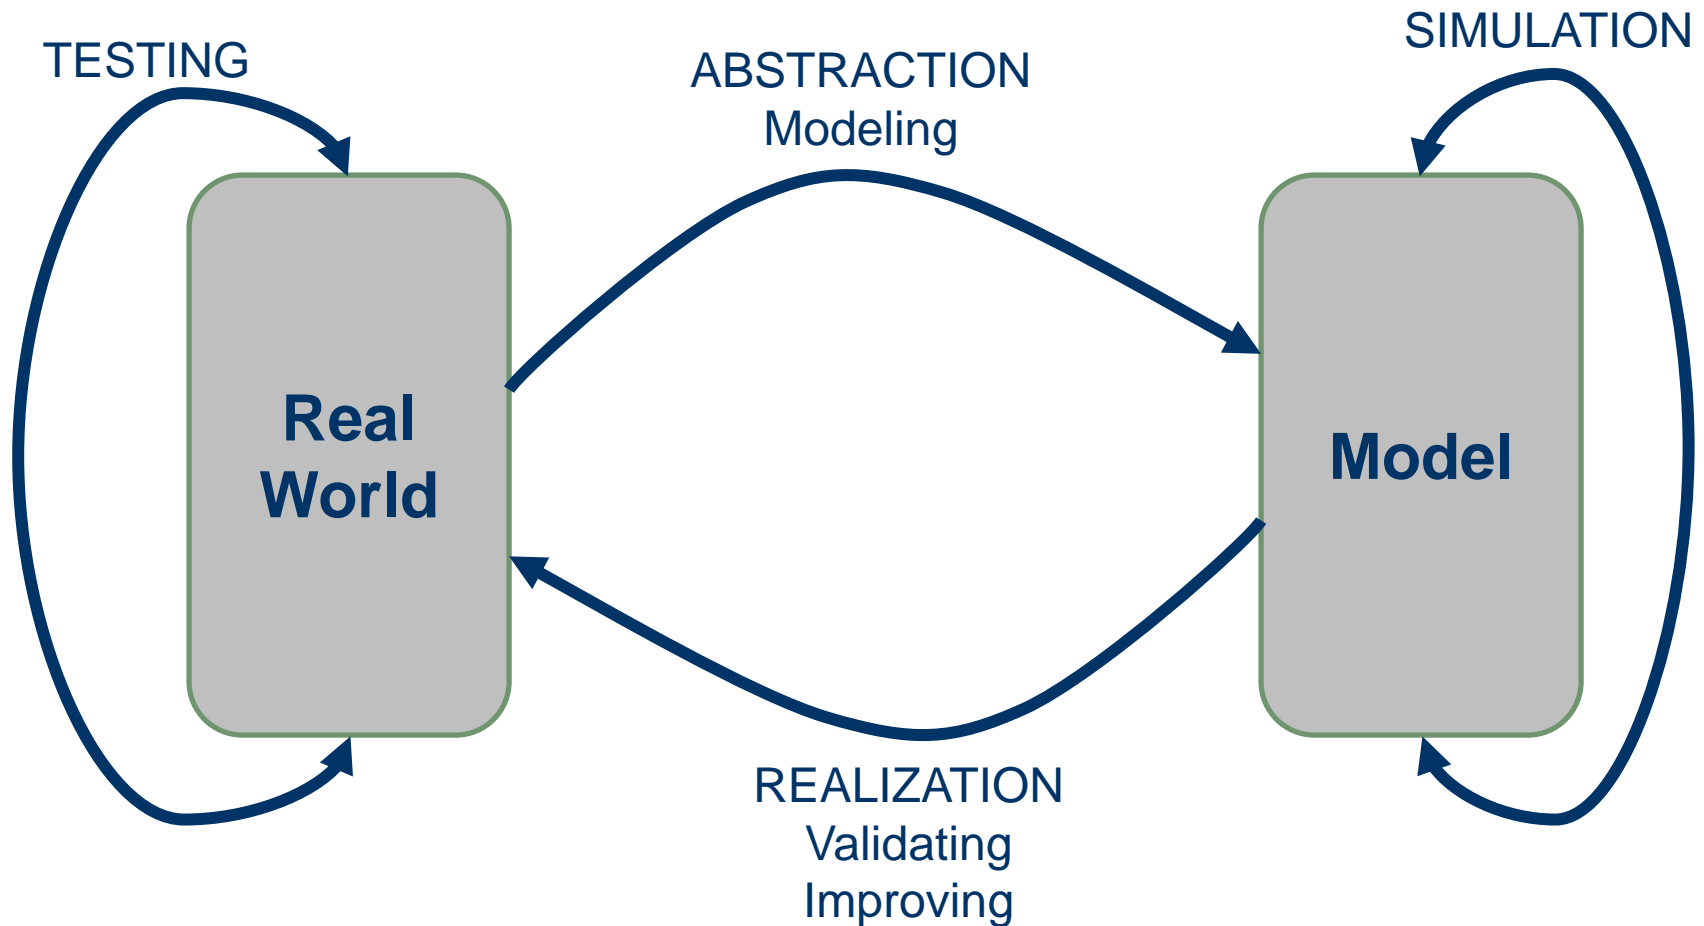 TESTING
ABSTRACTION
Modeling
SIMULATION
Real
World
Model
REALIZATION
Validating
Improving